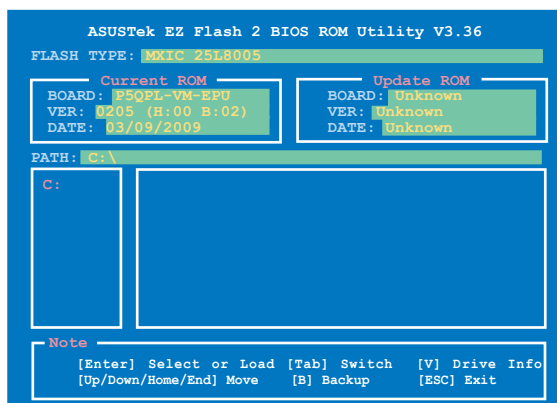 ASUSTek EZ Flash 2 BIOS ROM Utility V3.36
FLASH TYPE: MXIC 25L8005
Current ROM
BOARD: P5QPL-VM-EPU
VER: 0205 (H:00 B:02)
DATE: 03/09/2009
Update ROM
BOARD: Unknown
VER: Unknown
DATE: Unknown
PATH: C:\
C:
Note
[Enter] Select or Load [Tab] Switch [V] Drive Info
[Up/Down/Home/End] Move [B] Backup [ESC] Exit